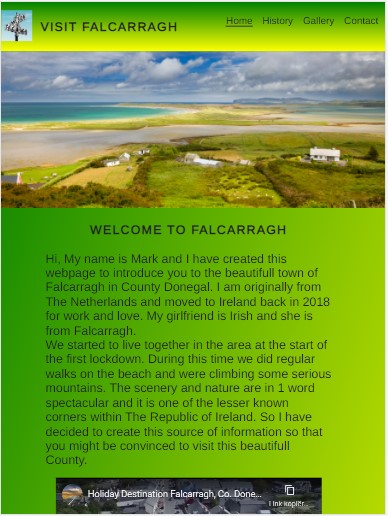 VISIT FALCARRAGH
Home History Gallery Contact
WELCOME TO FALCARRAGH
Hi, My name is Mark and I have created this
webpage to introduce you to the beautifull town of
Falcarragh in County Donegal. I am originally from
The Netherlands and moved to Ireland back in 2018
for work and love. My girlfriend is Irish and she is
from Falcarragh.
We started to live together in the area at the start of
the first lockdown. During this time we did regular
walks on the beach and were climbing some serious
mountains. The scenery and nature are in 1 word
spectacular and it is one of the lesser known
corners within The Republic of Ireland. So I have
decided to create this source of information so that
you might be convinced to visit this beautifull
County.
Holiday Destination Falcarragh, Co. Done...